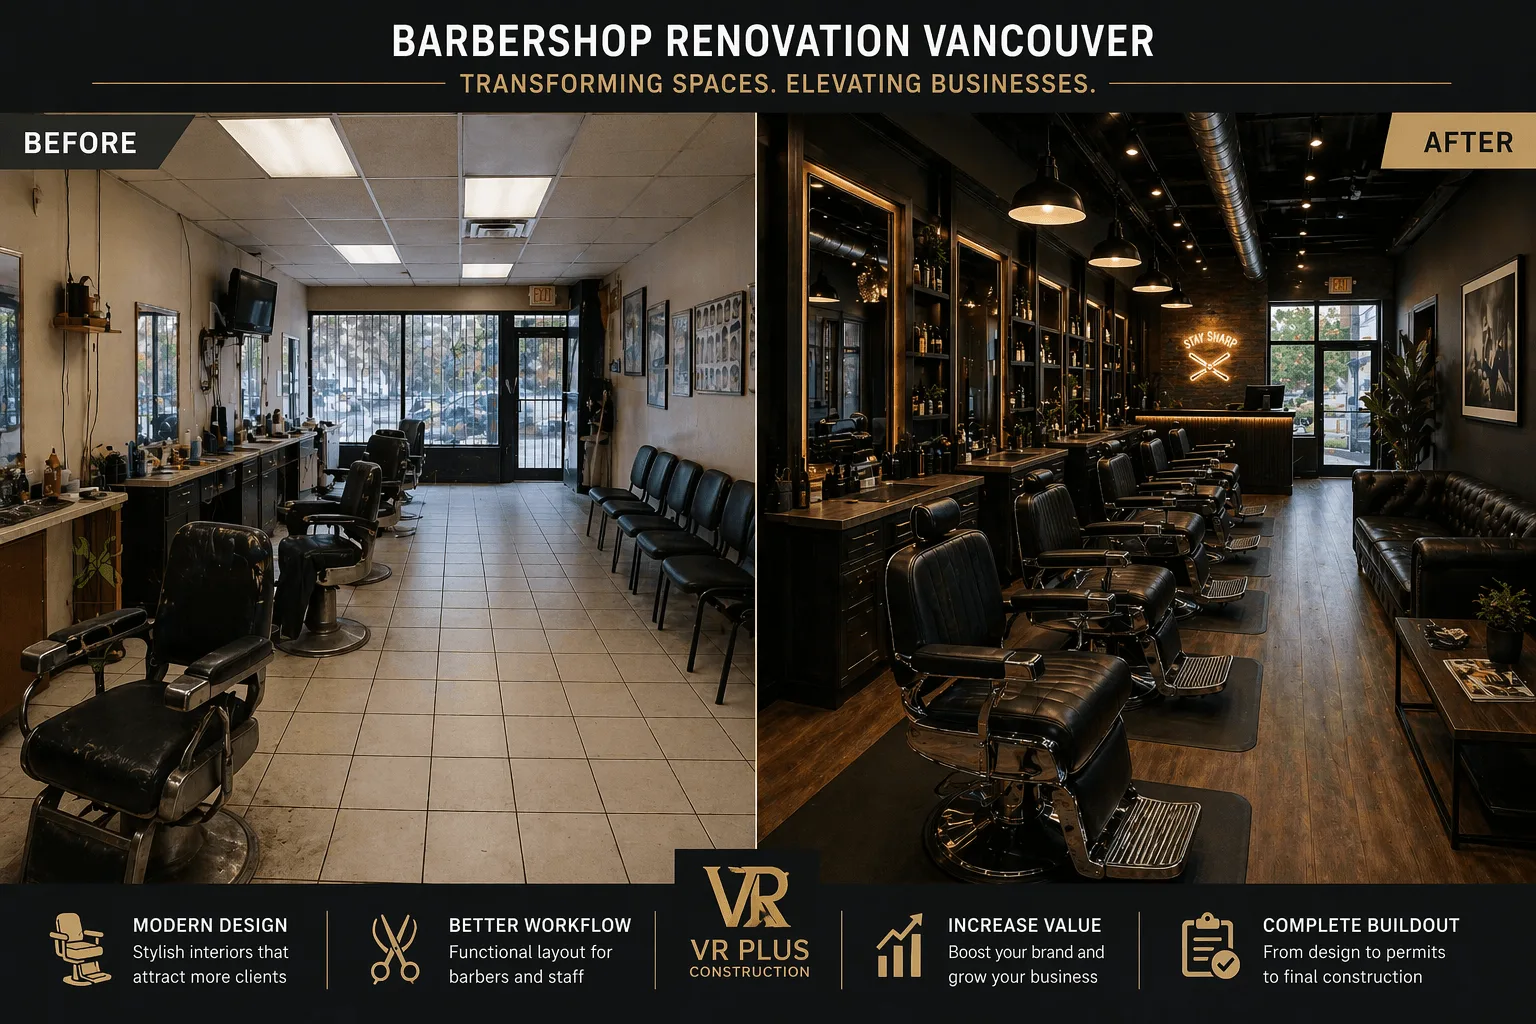 BARBERSHOP RENOVATION VANCOUVER
TRANSFORMING SPACES. ELEVATING BUSINESSES.
BEFORE
AFTER
EXIT
EXIT
STAY SHARP
MODERN DESIGN
Stylish interiors that
attract more clients
BETTER WORKFLOW
Functional layout for
barbers and staff
VR
VR PLUS
CONSTRUCTION
INCREASE VALUE
Boost your brand and
grow your business
COMPLETE BUILDOUT
From design to permits
to final construction